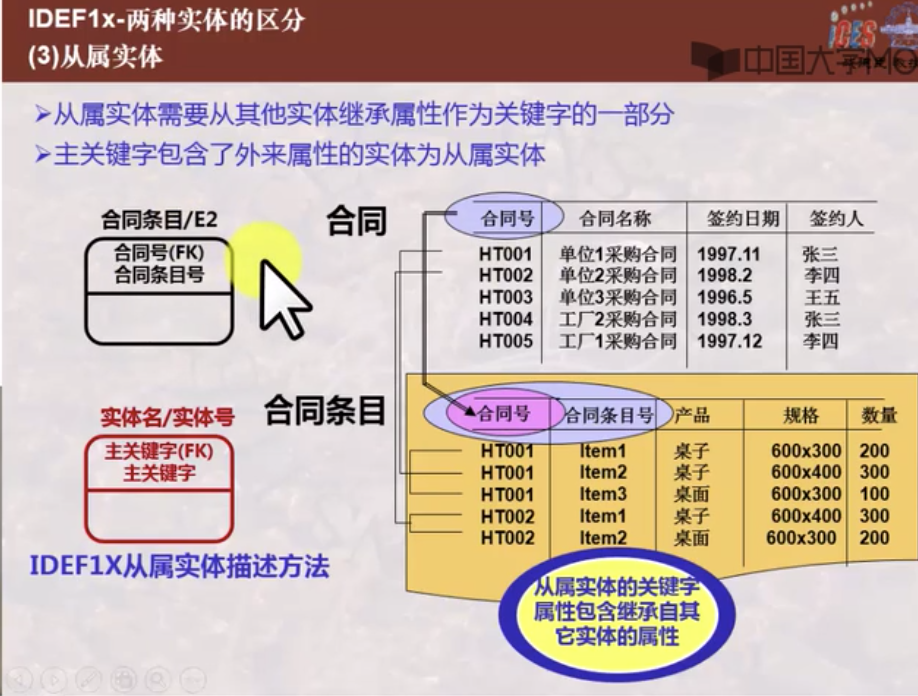 IDEF1x-两种实体的区分
(3)从属实体
中国大学MO
从属实体需要从其他实体继承属性作为关键字的一部分
主关键字包含了外来属性的实体为从属实体
合同条目/E2
合同号(FK)
合同条目号
合同
合同号 合同名称 签约日期 签约人
HT001 单位1采购合同 1997.11 张三
HT002 单位2采购合同 1998.2 李四
HT003 单位3采购合同 1996.5 王五
HT004 工厂2采购合同 1998.3 张三
HT005 工厂1采购合同 1997.12 李四
实体名/实体号
主关键字(FK)
主关键字
IDEF1X从属实体描述方法
合同条目
合同号 合同条目号 产品 规格 数量
HT001 Item1 桌子 600x300 200
HT001 Item2 桌子 600x400 300
HT001 Item3 桌面 600x300 100
HT002 Item1 桌子 600x400 300
HT002 Item2 桌面 600x300 200
从属实体的关键字
属性包含继承自其
它实体的属性